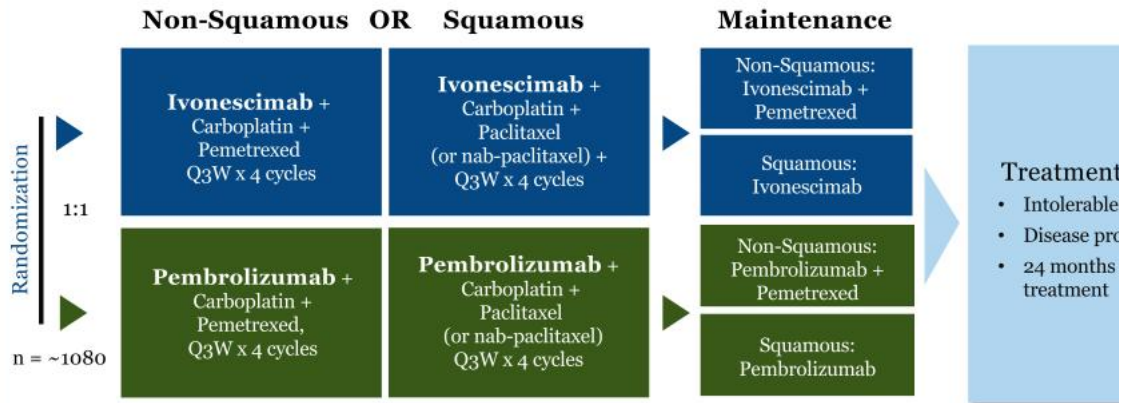 Non-Squamous OR Squamous
Maintenance
Randomization
1:1
n = ~1080
Ivonescimab +
Carboplatin +
Pemetrexed
Q3W x 4 cycles
Ivonescimab +
Carboplatin +
Paclitaxel
(or nab-paclitaxel) +
Q3W x 4 cycles
Non-Squamous:
Ivonescimab +
Pemetrexed
Squamous:
Ivonescimab
Pembrolizumab +
Carboplatin +
Pemetrexed,
Q3W x 4 cycles
Pembrolizumab +
Carboplatin +
Paclitaxel
(or nab-paclitaxel)
Q3W x 4 cycles
Non-Squamous:
Pembrolizumab +
Pemetrexed
Squamous:
Pembrolizumab
Treatment
• Intolerable
• Disease pro
• 24 months
treatment